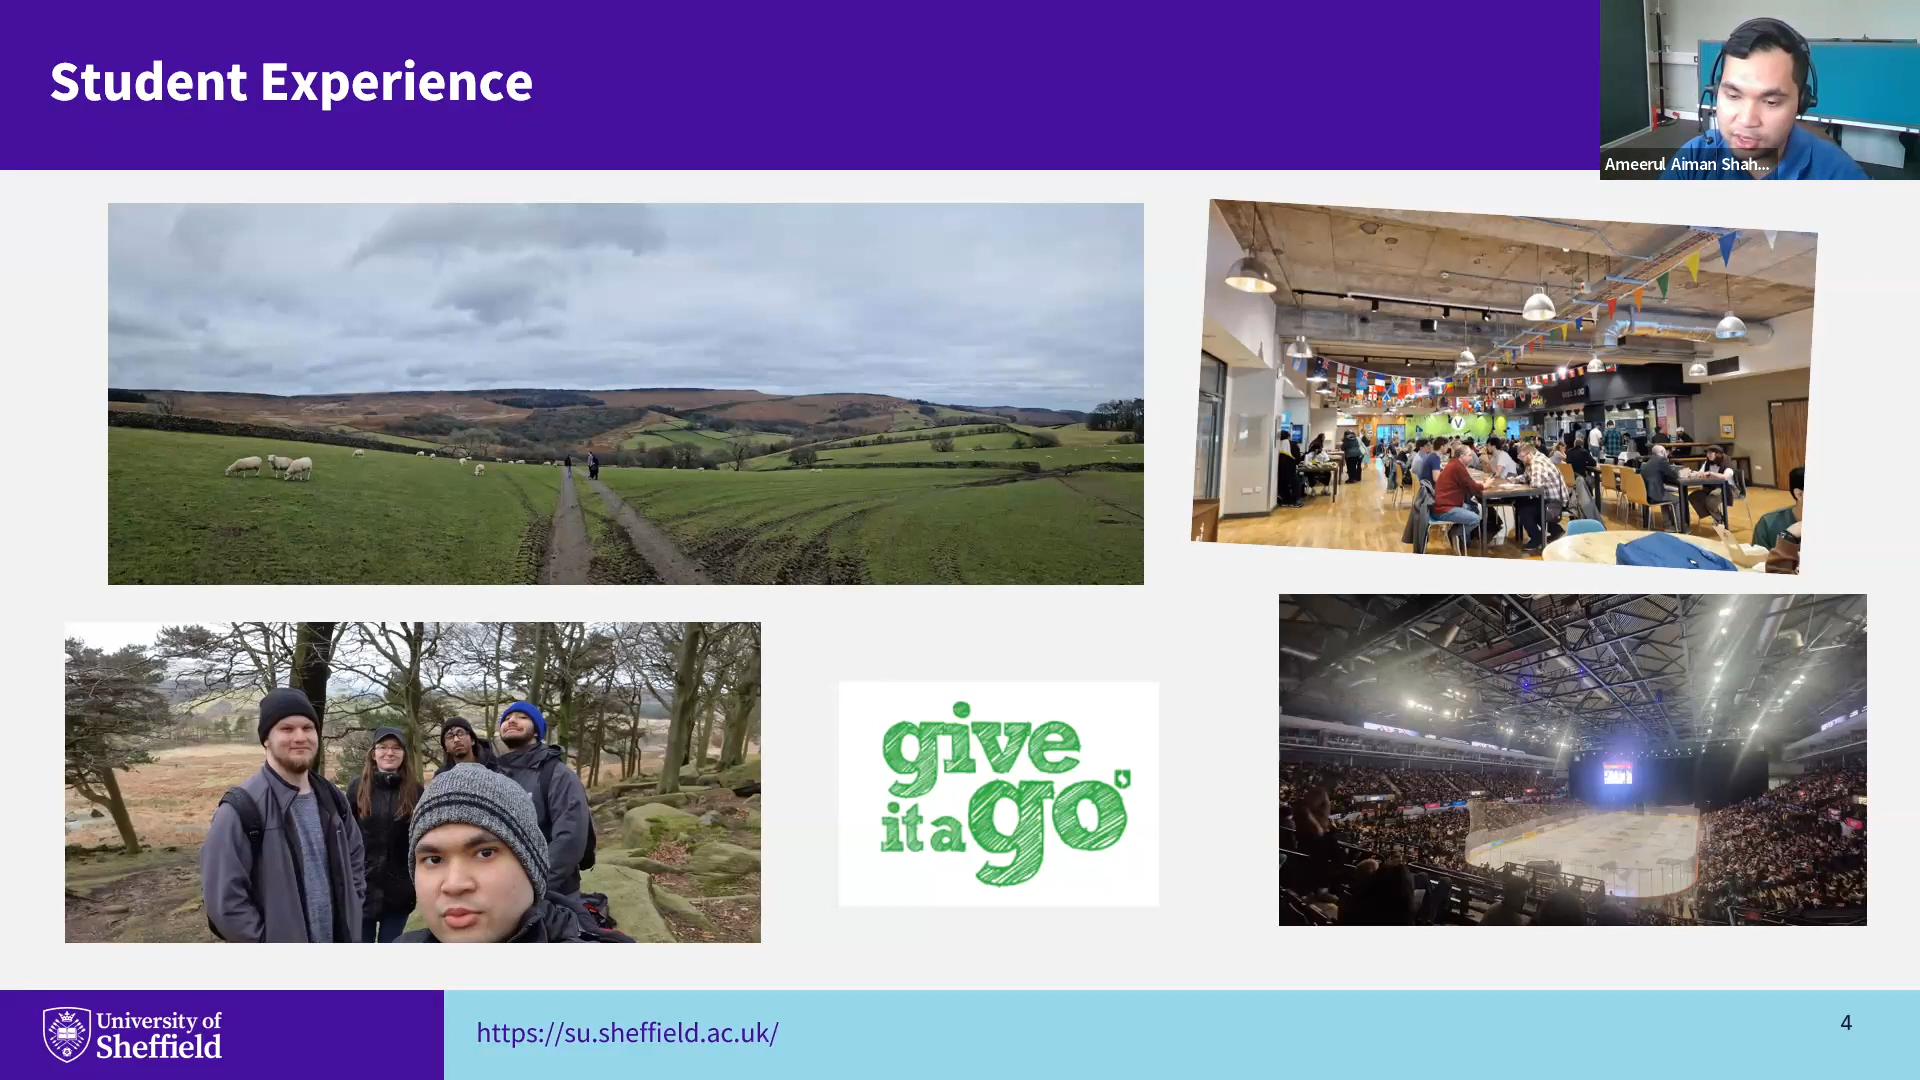 Student Experience
Ameerul Aiman Shah...
give
it a go'
University of
Sheffield
https://su.sheffield.ac.uk/
4